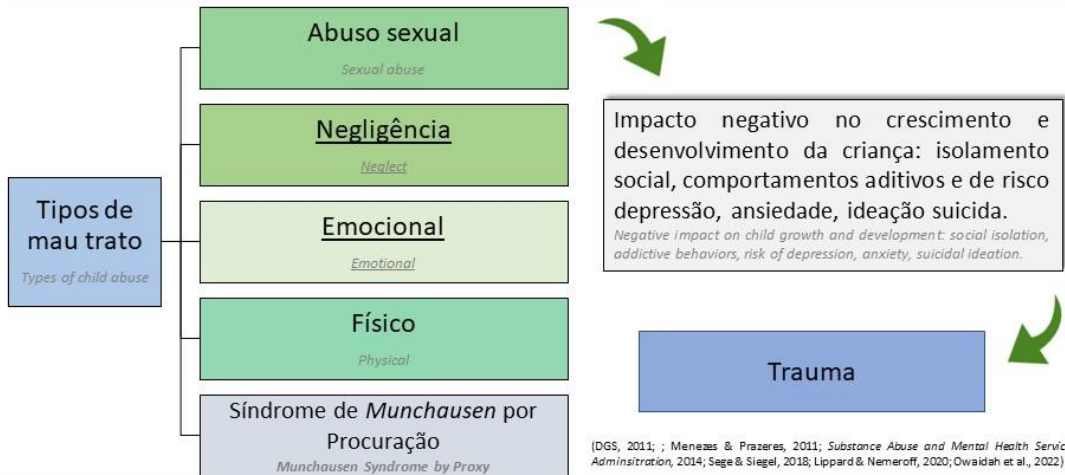 Abuso sexual
Sexual abuse
Negligência
Neglect
Tipos de
mau trato
Types of child abuse
Emocional
Emotional
Físico
Physical
Síndrome de Munchausen por
Procuração
Munchausen Syndrome by Proxy
Impacto negativo no crescimento e
desenvolvimento da criança: isolamento
social, comportamentos aditivos e de risco
depressão, ansiedade, ideação suicida.
Negative impact on child growth and development: social isolation,
addictive behaviors, risk of depression, anxiety, suicidal ideation.
Trauma
(DGS, 2011; ; Menezes & Prazeres, 2011; Substance Abuse and Mental Health Servic
Adminsitration, 2014; Sege & Siegel, 2018; Lippard & Nemeroff, 2020; Owaidah et al., 2022)